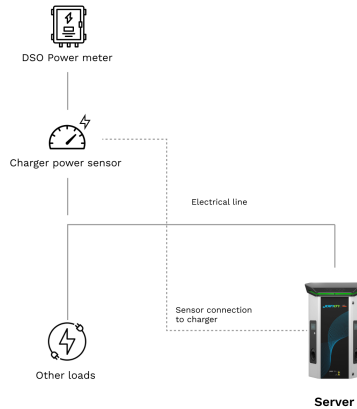 DSO Power meter
Charger power sensor
Electrical line
Sensor connection
to charger
Other loads
Server